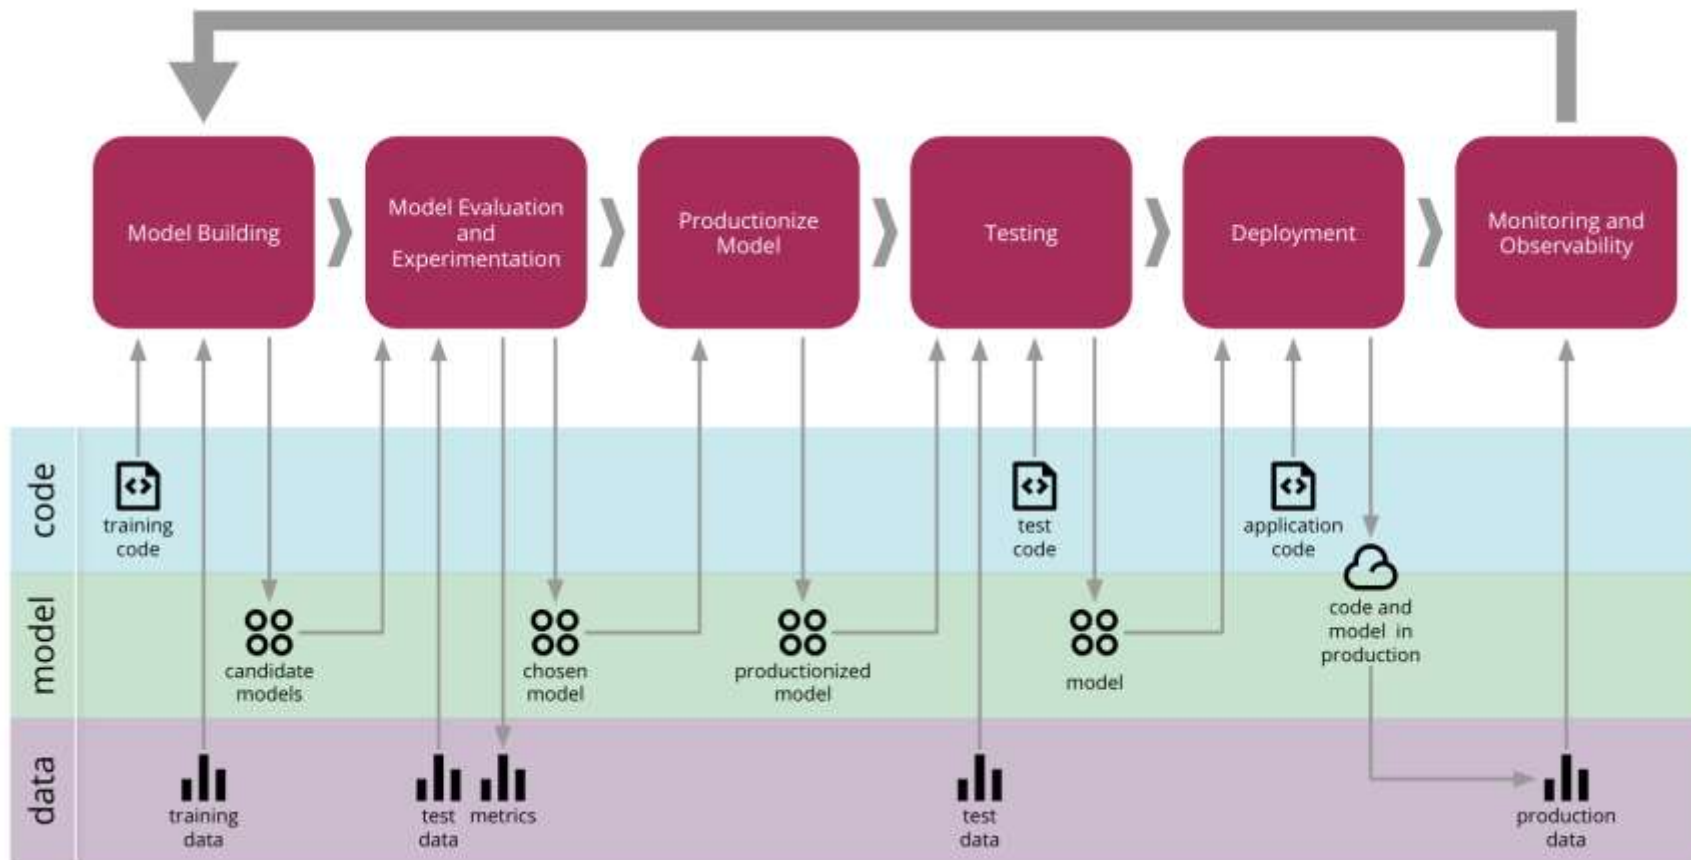 Model Building
Model Evaluation
and
Experimentation
Productionize
Model
Testing
Deployment
Monitoring and
Observability
code
training
code
test
code
application
code
model
candidate
models
chosen
model
productionized
model
model
code and
model in
production
data
training
data
test
data
metrics
test
data
production
data